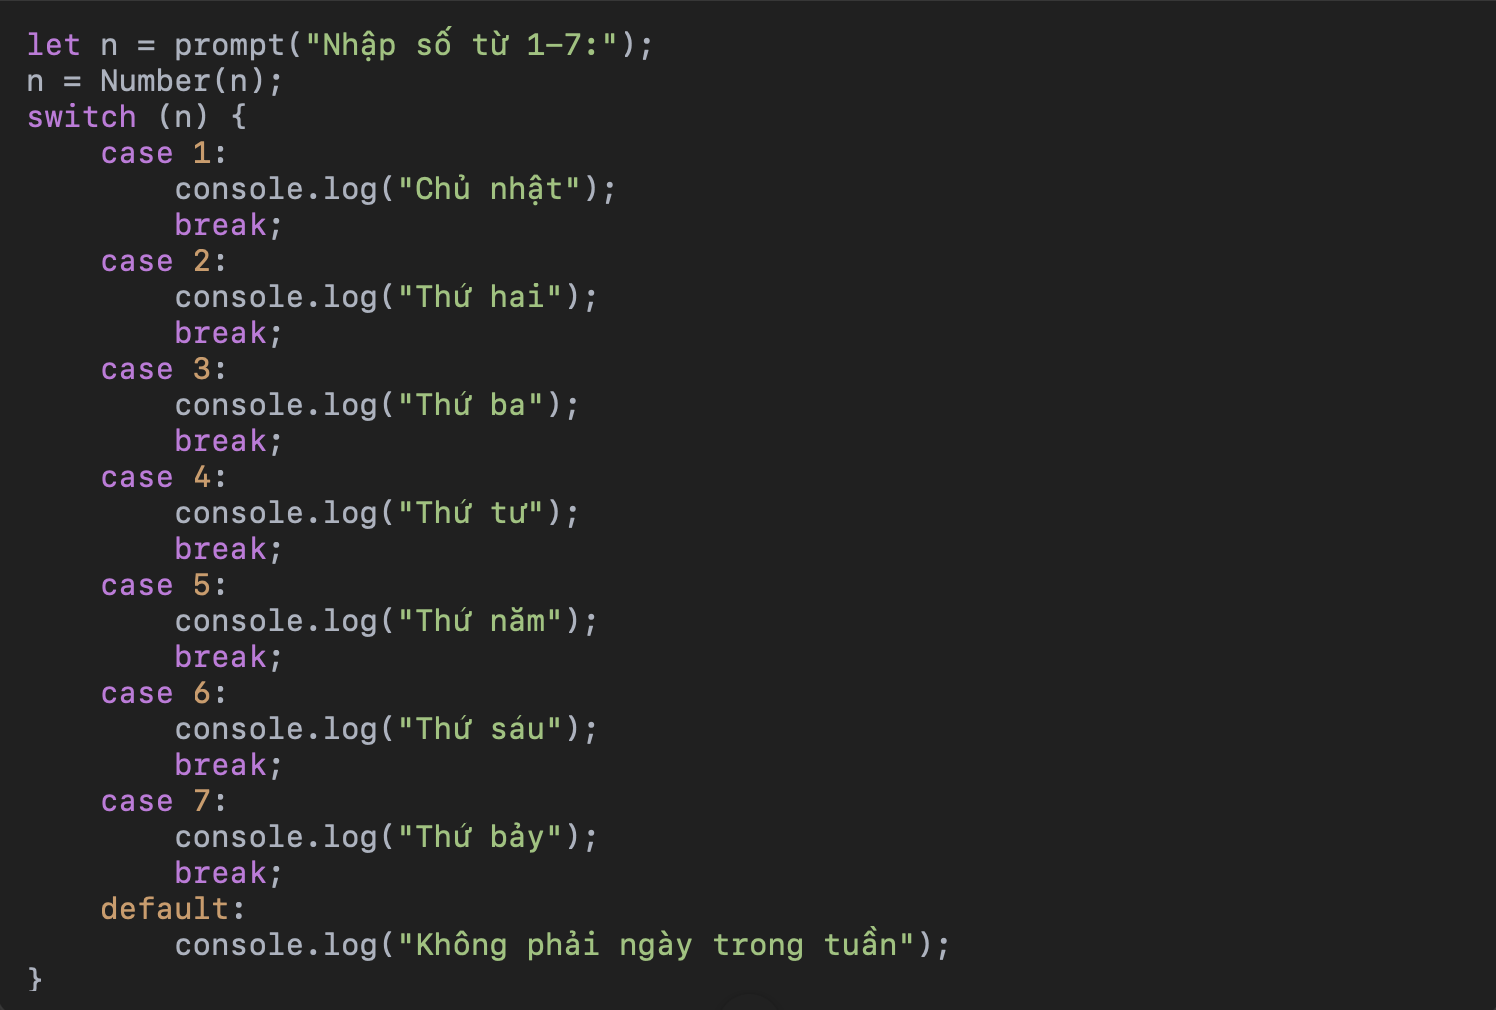 let n = prompt("Nhập số từ 1-7:");
n = Number(n);
switch (n) {
    case 1:
        console.log("Chủ nhật");
        break;
    case 2:
        console.log("Thứ hai");
        break;
    case 3:
        console.log("Thứ ba");
        break;
    case 4:
        console.log("Thứ tư");
        break;
    case 5:
        console.log("Thứ năm");
        break;
    case 6:
        console.log("Thứ sáu");
        break;
    case 7:
        console.log("Thứ bảy");
        break;
    default:
        console.log("Không phải ngày trong tuần");
}